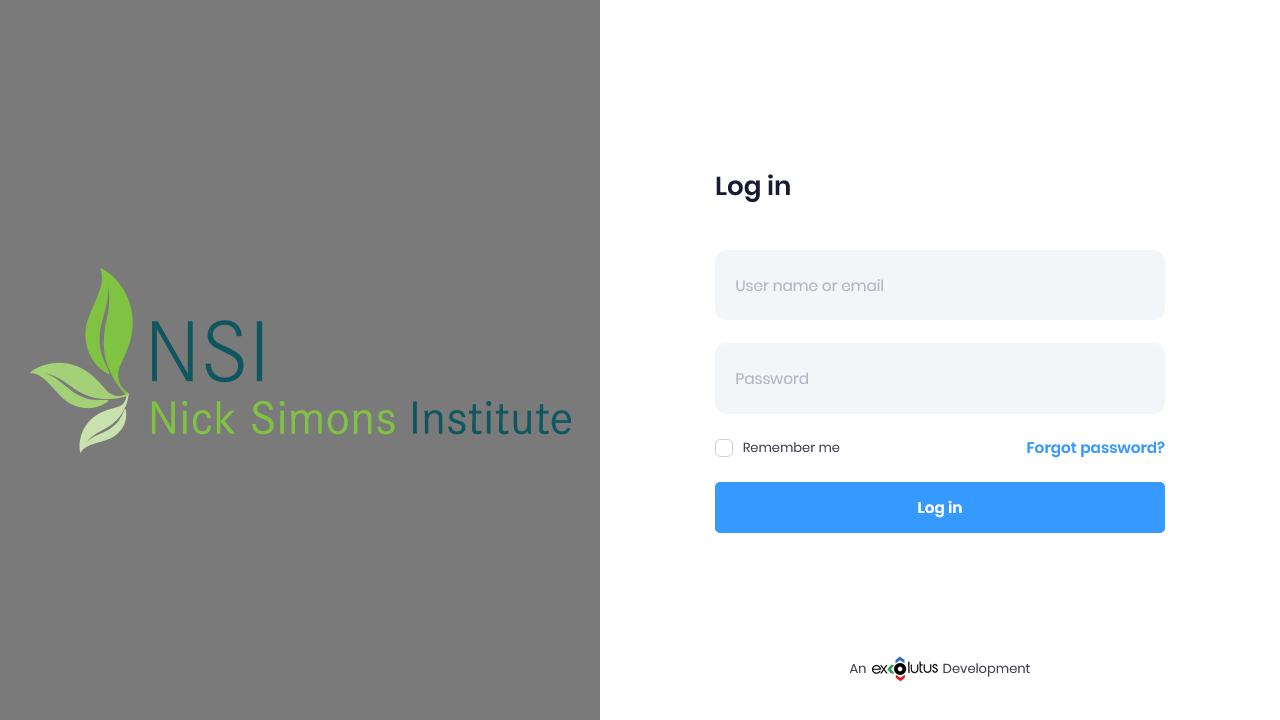 NSI
Nick Simons Institute
Log in
User name or email
Password
Remember me
Forgot password?
Log in
An exolutus Development